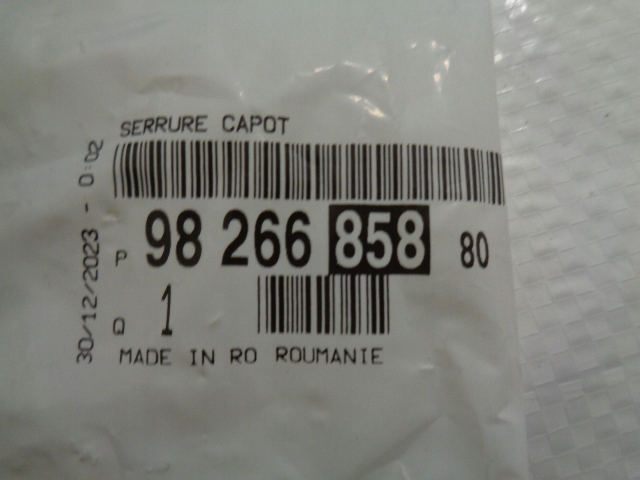 SERRURE CAPOT
P 98 266 858 80
Q 1
MADE IN RO ROUMANIE
30/12/2023 - 0:02